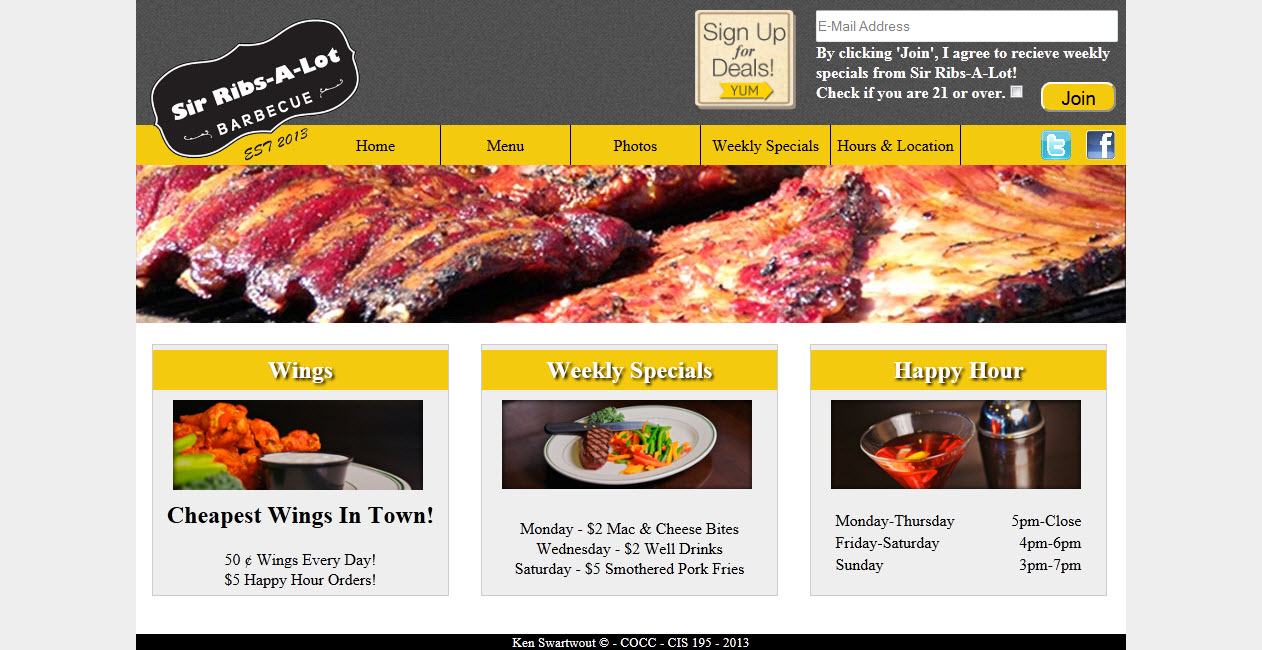 Sir Ribs-A-Lot
BARBECUE
EST 2013
Sign Up
for
Deals!
YUM
E-Mail Address
By clicking 'Join', I agree to recieve weekly
specials from Sir Ribs-A-Lot!
Check if you are 21 or over.
Join
Home
Menu
Photos
Weekly Specials
Hours & Location
Wings
Cheapest Wings In Town!
50 ¢ Wings Every Day!
$5 Happy Hour Orders!
Weekly Specials
Monday - $2 Mac & Cheese Bites
Wednesday - $2 Well Drinks
Saturday - $5 Smothered Pork Fries
Happy Hour
Monday-Thursday 5pm-Close
Friday-Saturday 4pm-6pm
Sunday 3pm-7pm
Ken Swartwout © - COCC - CIS 195 - 2013